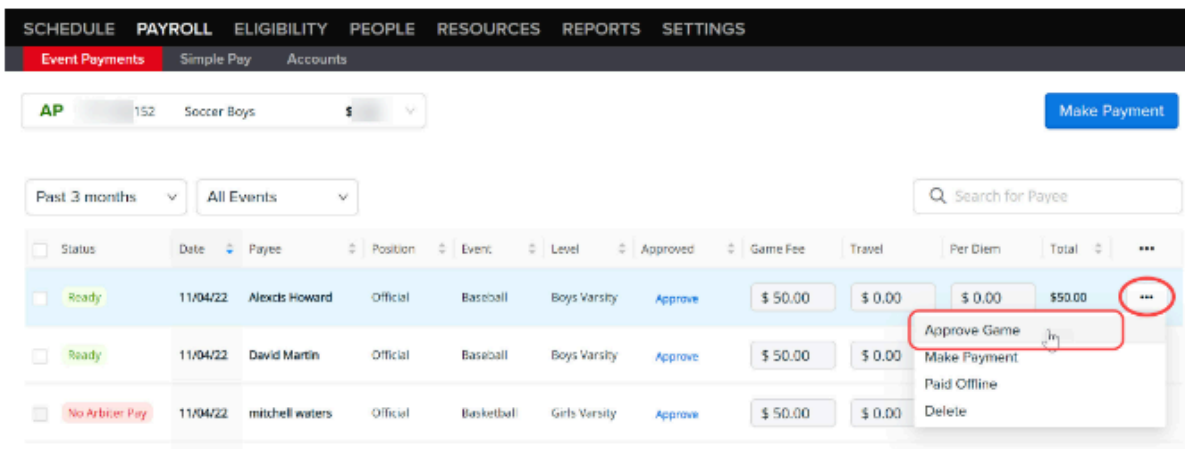 SCHEDULE PAYROLL ELIGIBILITY PEOPLE RESOURCES REPORTS SETTINGS
Event Payments Simple Pay Accounts
AP 152 Soccer Boys $
Make Payment
Past 3 months All Events Search for Payee
Status Date Payee Position Event Level Approved Game Fee Travel Per Diem Total •••
Ready 11/04/22 Alexcis Howard Official Baseball Boys Varsity Approve $ 50.00 $ 0.00 $ 0.00 $50.00 •••
Approve Game
Ready 11/04/22 David Martin Official Baseball Boys Varsity Approve $ 50.00 $ 0.00 Make Payment
Paid Offline
No Arbiter Pay 11/04/22 mitchell waters Official Basketball Girls Varsity Approve $ 50.00 $ 0.00 Delete